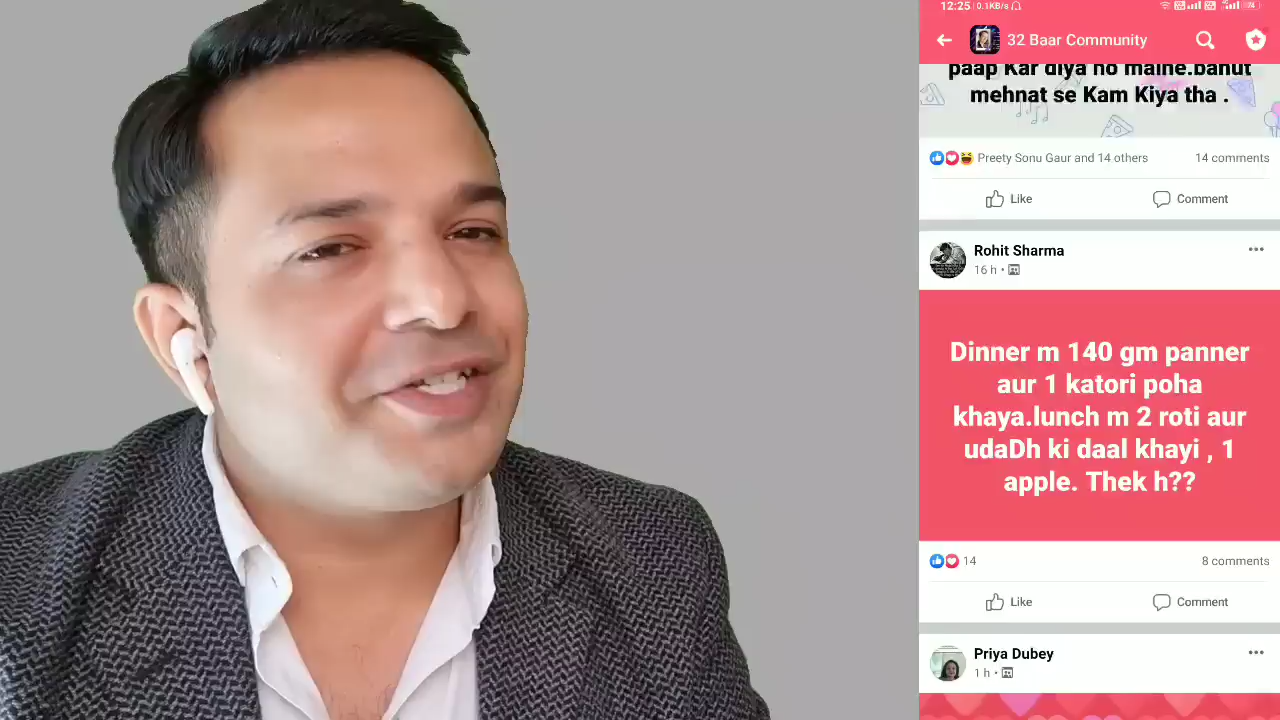 12:25 0.1KB/s
74
32 Baar Community
paap Kar diya ho maine.bahut
mehnat se Kam Kiya tha .
Preety Sonu Gaur and 14 others
14 comments
Like
Comment
Rohit Sharma
16 h
Dinner m 140 gm panner
aur 1 katori poha
khaya.lunch m 2 roti aur
udaDh ki daal khayi , 1
apple. Thek h??
14
8 comments
Like
Comment
Priya Dubey
1 h